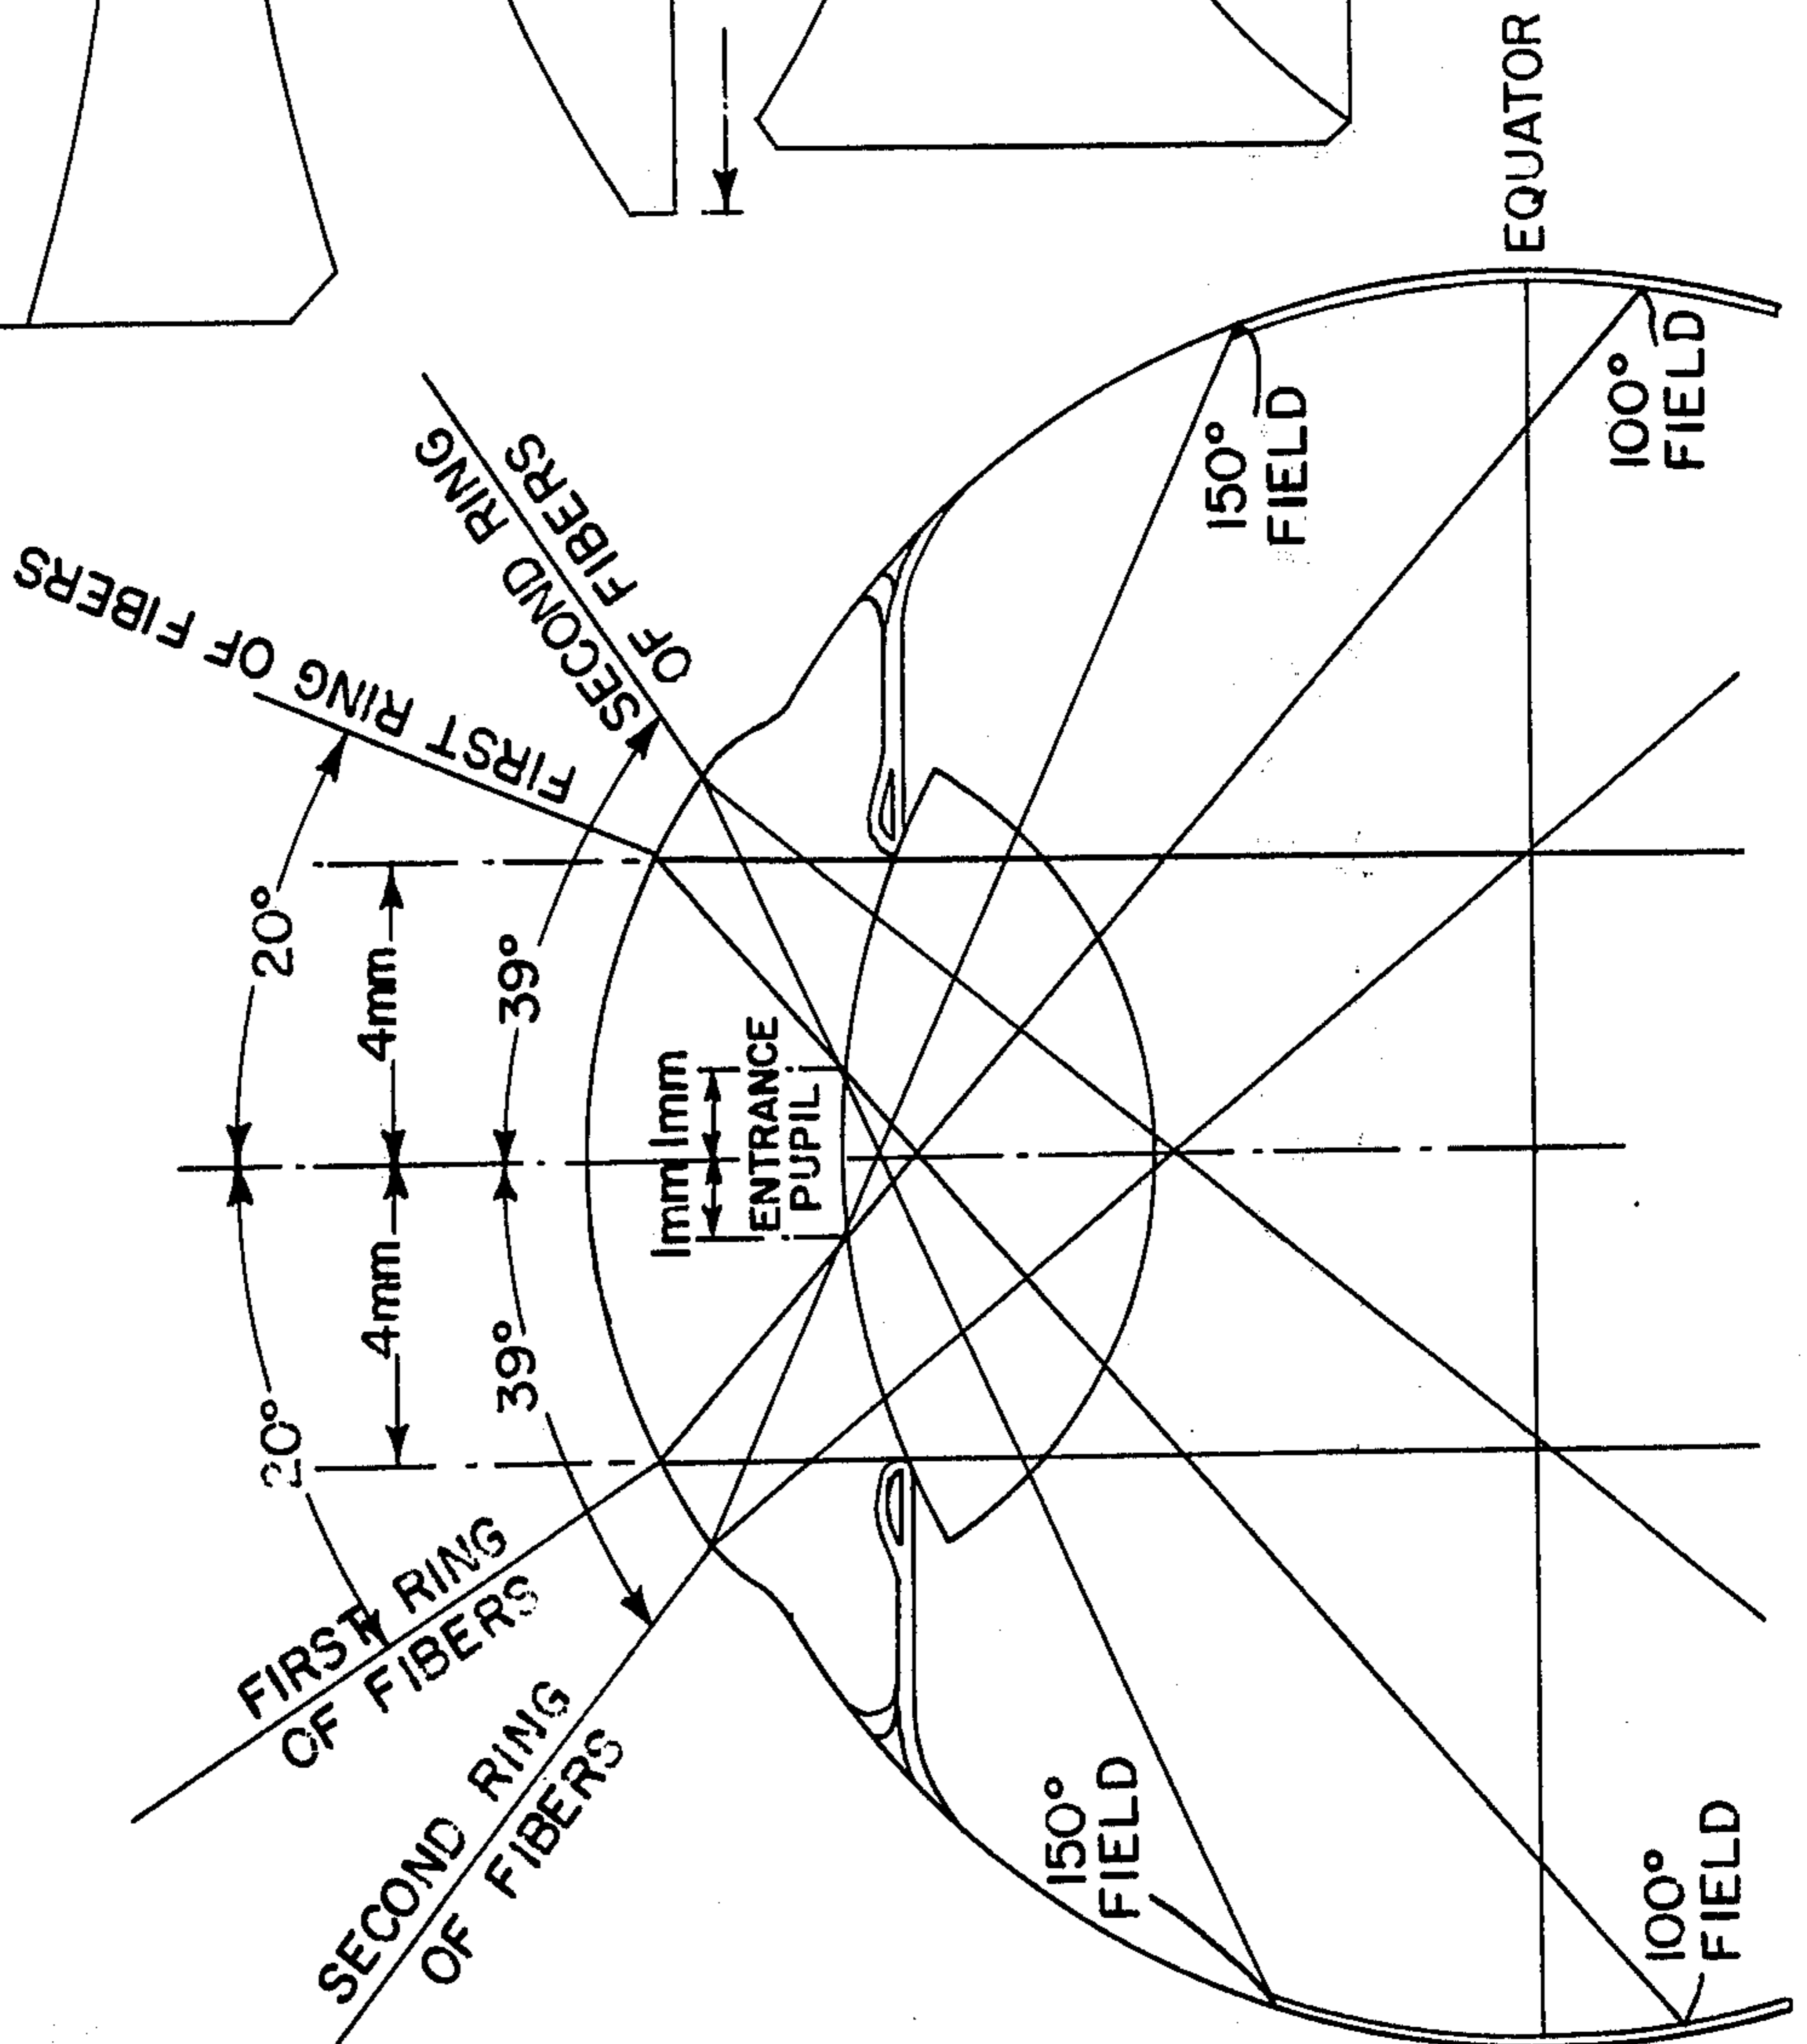 EQUATOR
SECOND RING
OF FIBERS
FIRST RING OF FIBERS
20°
4mm
39°
1mm 1mm
ENTRANCE
PUPIL
150°
FIELD
100°
FIELD
20°
4mm
39°
FIRST RING
OF FIBERS
SECOND RING
OF FIBERS
150°
FIELD
100°
FIELD